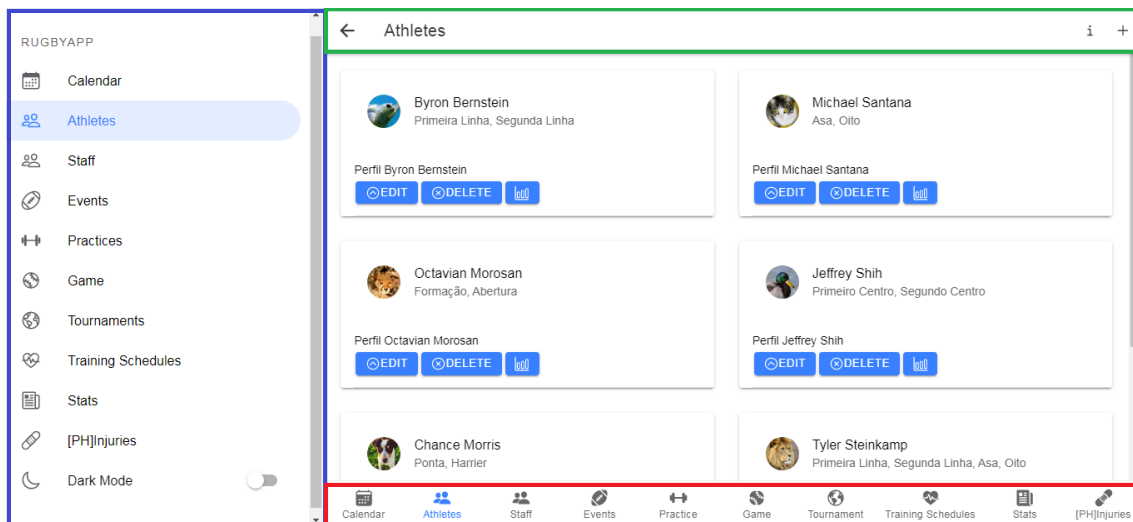 RUGBYAPP
Calendar
Athletes
Staff
Events
Practices
Game
Tournaments
Training Schedules
Stats
[PH]Injuries
Dark Mode
Athletes
i +
Byron Bernstein
Primeira Linha, Segunda Linha
Perfil Byron Bernstein
EDIT DELETE
Michael Santana
Asa, Oito
Perfil Michael Santana
EDIT DELETE
Octavian Morosan
Formação, Abertura
Perfil Octavian Morosan
EDIT DELETE
Jeffrey Shih
Primeiro Centro, Segundo Centro
Perfil Jeffrey Shih
EDIT DELETE
Chance Morris
Ponta, Harrier
Tyler Steinkamp
Primeira Linha, Segunda Linha, Asa, Oito
Calendar Athletes Staff Events Practice Game Tournament Training Schedules Stats [PH]Injuries